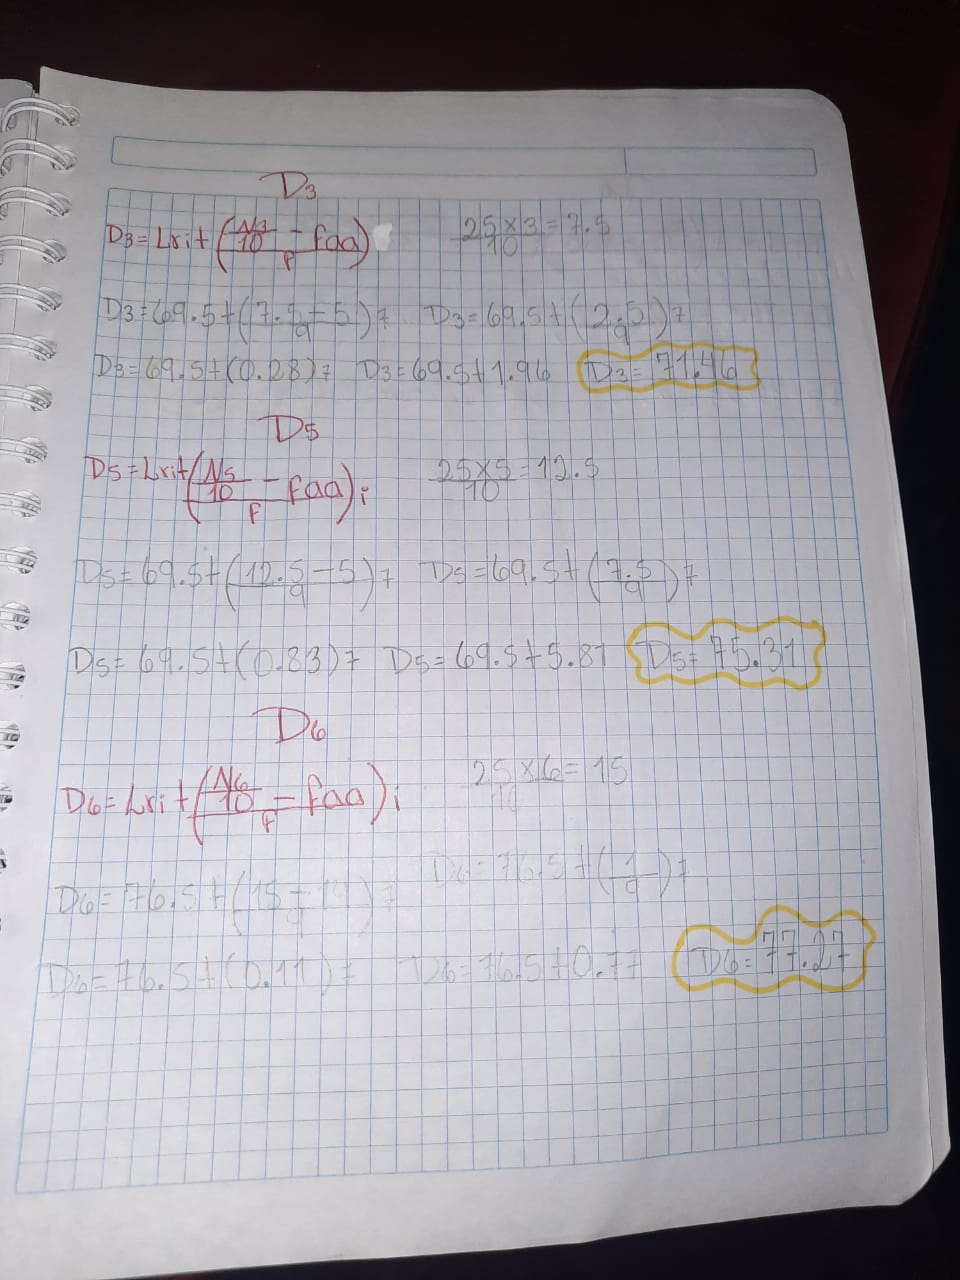 D3
D3=Lrit(N3/10 - faa)/F 25x3/10=7.5
D3=69.5+(7.5-5/9)7 D3=69.5+(2.5/9)7
D3=69.5+(0.28)7 D3=69.5+1.96 D3=71.46
D5
D5=Lrit(N5/10 - faa/F)i 25x5/10=12.5
D5=69.5+(12.5-5/9)7 D5=69.5+(7.5/9)7
D5=69.5+(0.83)7 D5=69.5+5.81 D5=75.31
D6
D6=Lrit(N6/10 - faa/F)i 25x6/10=15
D6=76.5+(15-14/9)7 D6=76.5+(1/9)7
D6=76.5+(0.11)7 D6=76.5+0.77 D6=77.27